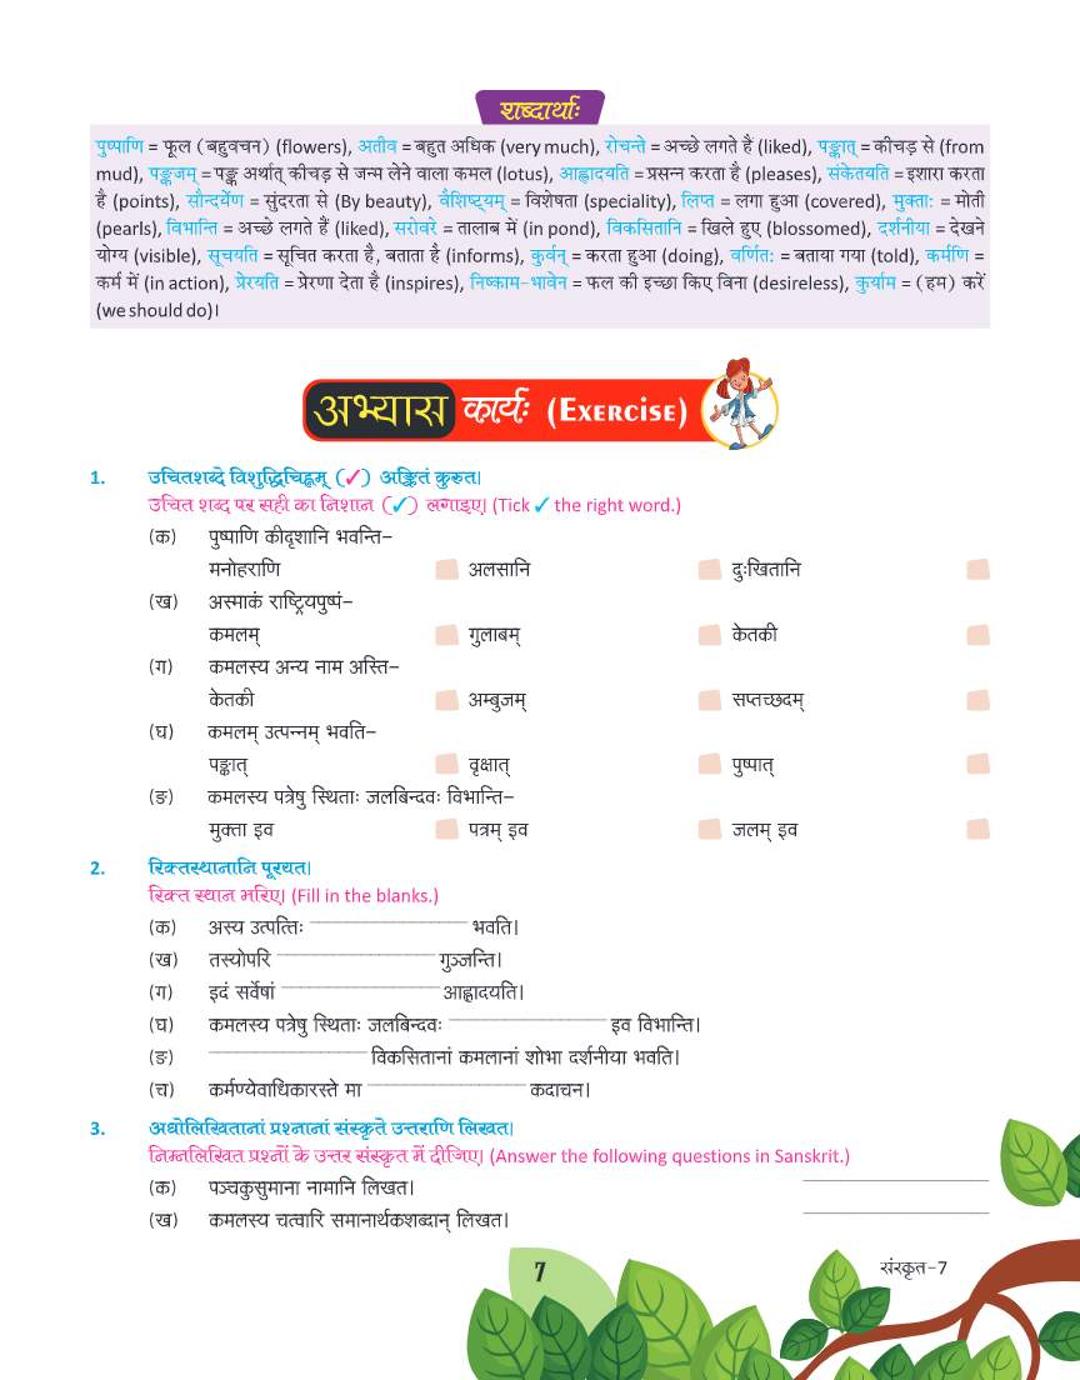 शब्दार्थाः
पुष्पाणि = फूल (बहुवचन) (flowers), अतीव = बहुत अधिक (very much), रोचन्ते = अच्छे लगते हैं (liked), पङ्कात् = कीचड़ से (from
mud), पङ्कजम् = पङ्क अर्थात् कीचड़ से जन्म लेने वाला कमल (lotus), आह्लादयति = प्रसन्न करता है (pleases), संकेतयति = इशारा करता
है (points), सौन्दर्येण = सुंदरता से (By beauty), वैशिष्ट्यम् = विशेषता (speciality), लिप्त = लगा हुआ (covered), मुक्ताः = मोती
(pearls), विभान्ति = अच्छे लगते हैं (liked), सरोवरे = तालाब में (in pond), विकसितानि = खिले हुए (blossomed), दर्शनीया = देखने
योग्य (visible), सूचयति = सूचित करता है, बताता है (informs), कुर्वन् = करता हुआ (doing), वर्णितः = बताया गया (told), कर्मणि =
कर्म में (in action), प्रेरयति = प्रेरणा देता है (inspires), निष्काम-भावेन = फल की इच्छा किए बिना (desireless), कुर्याम = (हम) करें
(we should do)।
अभ्यास कार्यः (Exercise)
1. उचितशब्दे विशुद्धिचिह्नम् (✓) अङ्कितं कुरुत।
उचित शब्द पर सही का निशान (✓) लगाइए। (Tick ✓ the right word.)
(क) पुष्पाणि कीदृशानि भवन्ति–
मनोहराणि अलसानि दुःखितानि
(ख) अस्माकं राष्ट्रियपुष्पं–
कमलम् गुलाबम् केतकी
(ग) कमलस्य अन्य नाम अस्ति–
केतकी अम्बुजम् सप्तच्छदम्
(घ) कमलम् उत्पन्नम् भवति–
पङ्कात् वृक्षात् पुष्पात्
(ङ) कमलस्य पत्रेषु स्थिताः जलबिन्दवः विभान्ति–
मुक्ता इव पत्रम् इव जलम् इव
2. रिक्तस्थानानि पूरयत।
रिक्त स्थान भरिए। (Fill in the blanks.)
(क) अस्य उत्पत्तिः भवति।
(ख) तस्योपरि गुञ्जन्ति।
(ग) इदं सर्वेषां आह्लादयति।
(घ) कमलस्य पत्रेषु स्थिताः जलबिन्दवः इव विभान्ति।
(ङ) विकसितानां कमलानां शोभा दर्शनीया भवति।
(च) कर्मण्येवाधिकारस्ते मा कदाचन।
3. अधोलिखितानां प्रश्नानां संस्कृते उत्तराणि लिखत।
निम्नलिखित प्रश्नों के उत्तर संस्कृत में दीजिए। (Answer the following questions in Sanskrit.)
(क) पञ्चकुसुमाना नामानि लिखत।
(ख) कमलस्य चत्वारि समानार्थकशब्दान् लिखत।
7
संस्कृत-7